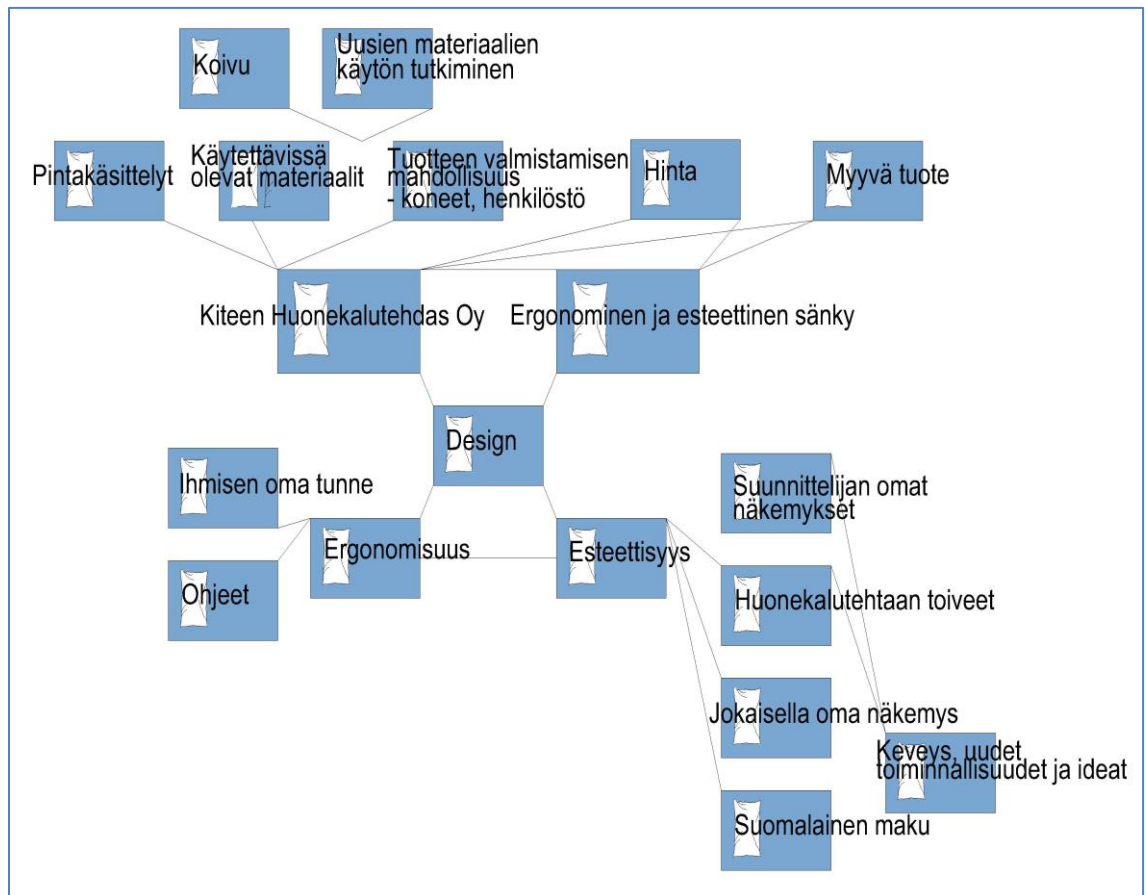 Koivu
Uusien materiaalien
käytön tutkiminen
Pintakäsittelyt
Käytettävissä
olevat materiaalit
Tuotteen valmistamisen
mahdollisuus
- koneet, henkilöstö
Hinta
Myyvä tuote
Kiteen Huonekalutehdas Oy
Ergonominen ja esteettinen sänky
Design
Ihmisen oma tunne
Ergonomisuus
Ohjeet
Esteettisyys
Suunnittelijan omat
näkemykset
Huonekalutehtaan toiveet
Jokaisella oma näkemys
Keveys, uudet
toiminnallisuudet ja ideat
Suomalainen maku